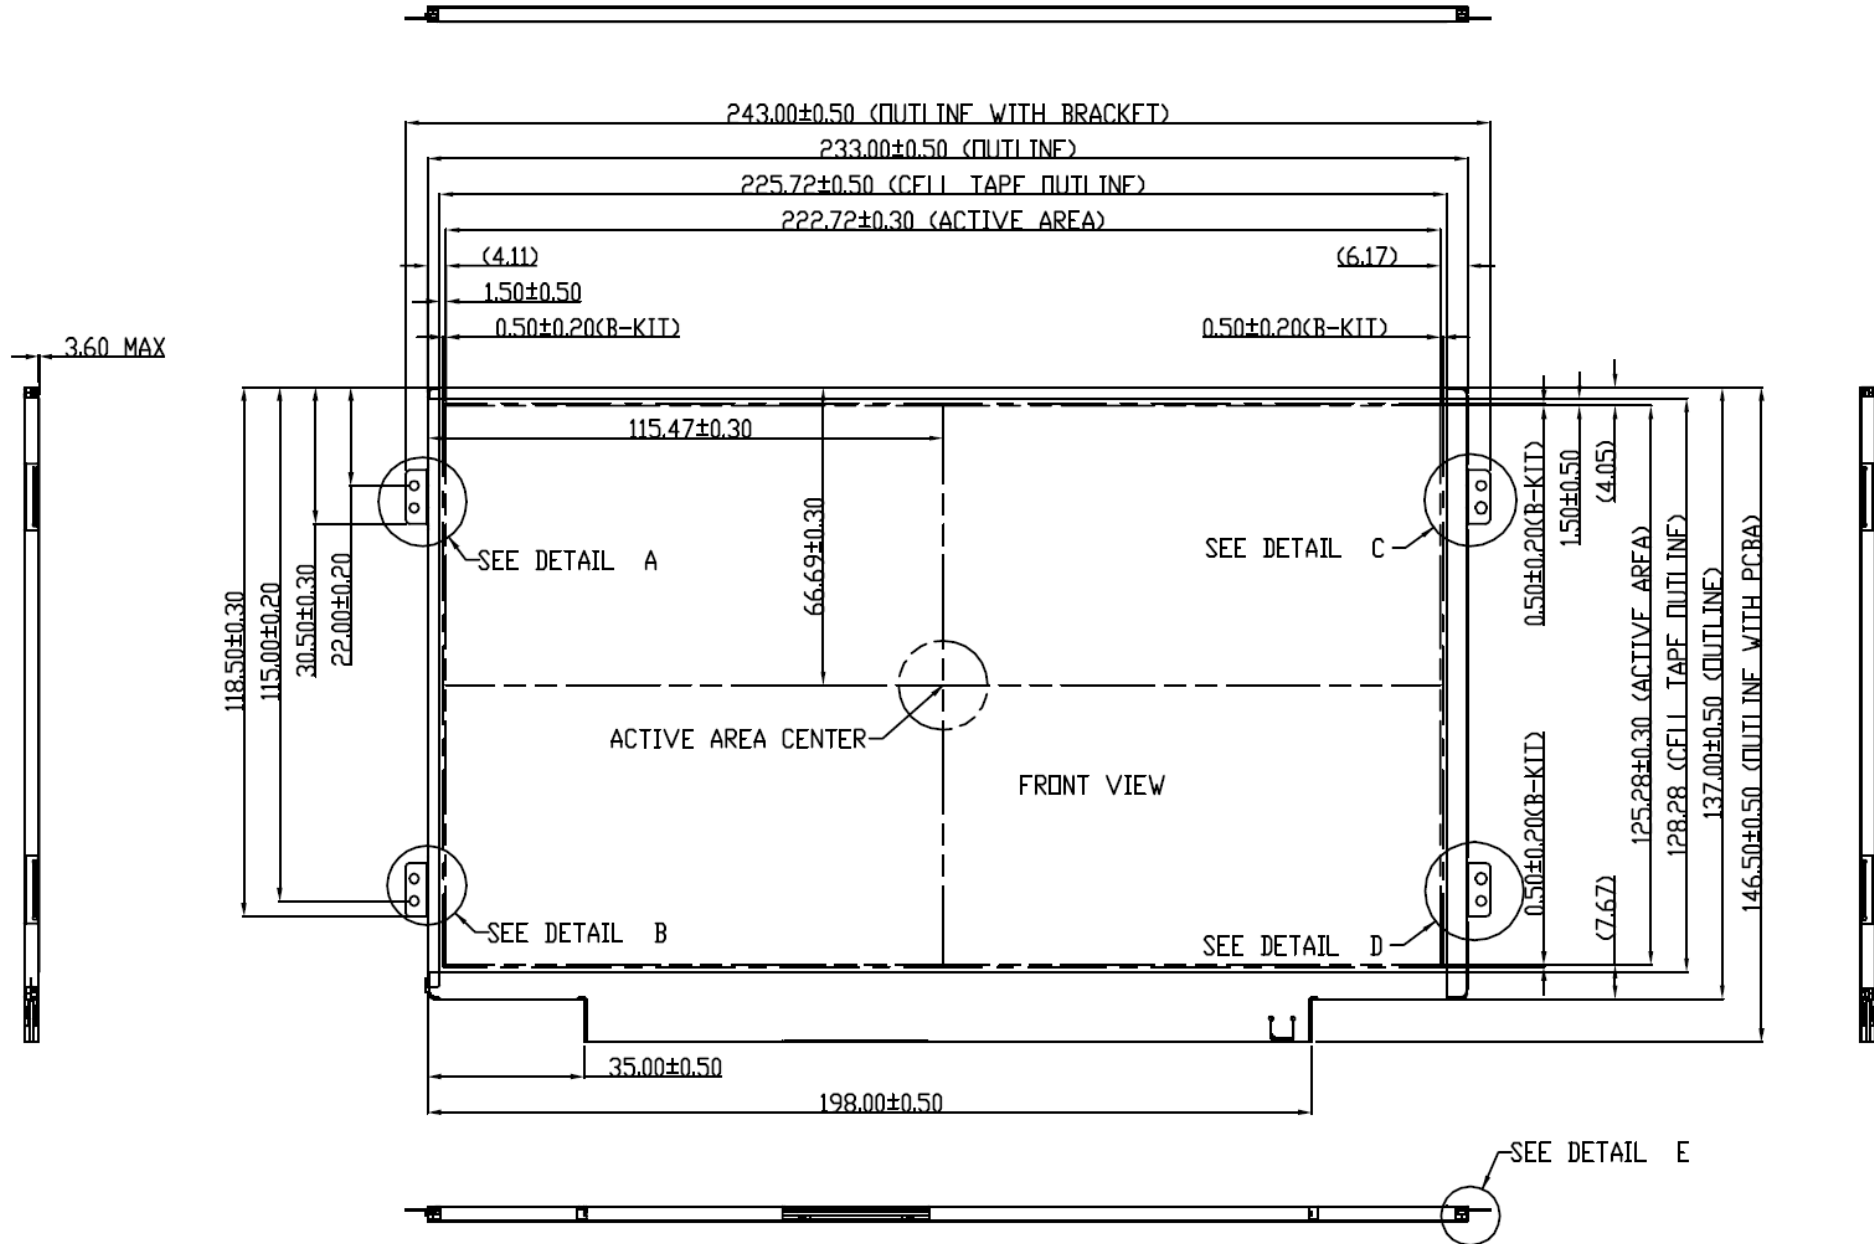 243.00±0.50 (OUTLINE WITH BRACKET)
233.00±0.50 (OUTLINE)
225.72±0.50 (CELL TAPE OUTLINE)
222.72±0.30 (ACTIVE AREA)
(4.11)
(6.17)
1.50±0.50
0.50±0.20(B-KIT)
0.50±0.20(B-KIT)
3.60 MAX
115.47±0.30
66.69±0.30
SEE DETAIL A
SEE DETAIL C
118.50±0.30
115.00±0.20
30.50±0.30
22.00±0.20
0.50±0.20(B-KIT)
1.50±0.50
(4.05)
ACTIVE AREA CENTER
FRONT VIEW
0.50±0.20(B-KIT)
(7.67)
125.28±0.30 (ACTIVE AREA)
128.28 (CELL TAPE OUTLINE)
137.00±0.50 (OUTLINE)
146.50±0.50 (OUTLINE WITH PCBA)
SEE DETAIL B
SEE DETAIL D
35.00±0.50
198.00±0.50
SEE DETAIL E